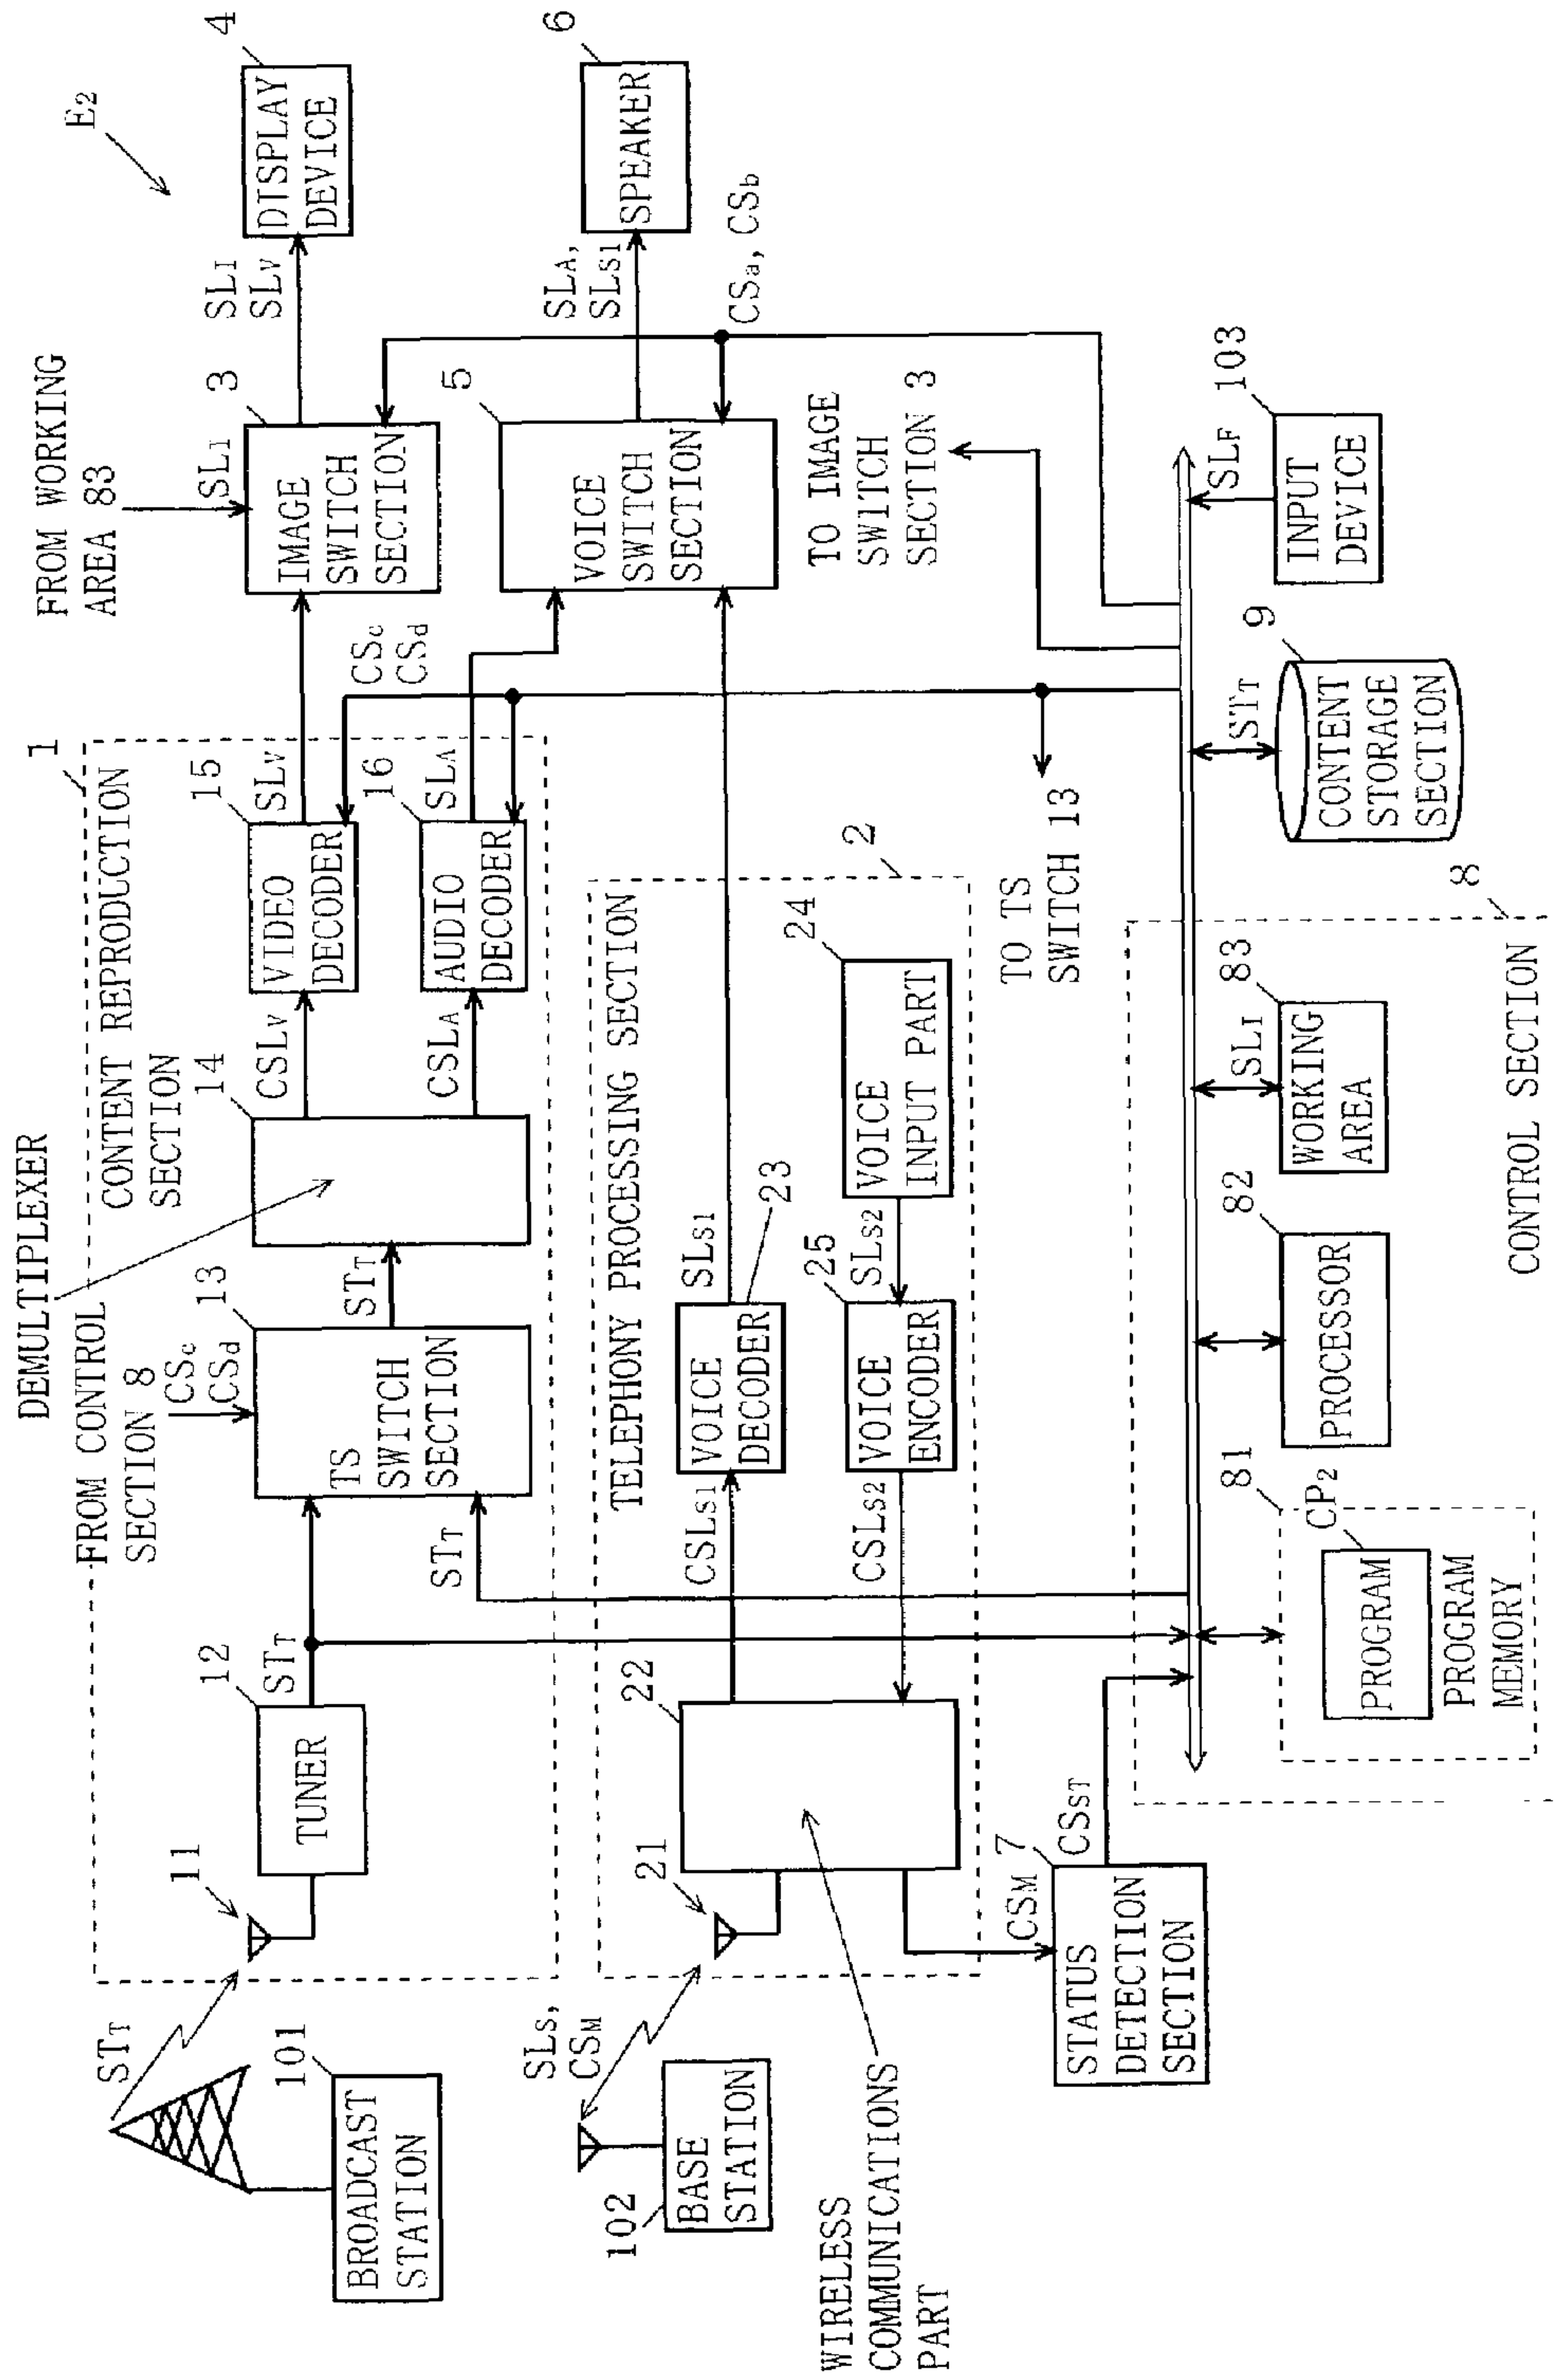 E2
FROM WORKING
AREA 83
DEMULTIPLEXER
FROM CONTROL
SECTION 8
CSc
CSd
CONTENT REPRODUCTION
SECTION
1
STT
11
12
TUNER
STT
13
TS
SWITCH
SECTION
STT
STT
14
CSLV
CSLA
15
VIDEO
DECODER
SLV
16
AUDIO
DECODER
SLA
CSc
CSd
SLI
3
IMAGE
SWITCH
SECTION
SLI
SLV
4
DISPLAY
DEVICE
5
VOICE
SWITCH
SECTION
SLA,
SLS1
6
SPEAKER
CSa, CSb
101
BROADCAST
STATION
SLS,
CSM
102
BASE
STATION
TELEPHONY PROCESSING SECTION
2
21
22
CSLS1
VOICE
DECODER
23
SLS1
CSLS2
25
VOICE
ENCODER
SLS2
24
VOICE
INPUT PART
WIRELESS
COMMUNICATIONS
PART
TO IMAGE
SWITCH
SECTION 3
TO TS
SWITCH 13
CSM
7
STATUS
DETECTION
SECTION
CSST
81
CP2
PROGRAM
PROGRAM
MEMORY
82
PROCESSOR
83
SLI
WORKING
AREA
8
CONTROL SECTION
9
STT
CONTENT
STORAGE
SECTION
103
SLF
INPUT
DEVICE